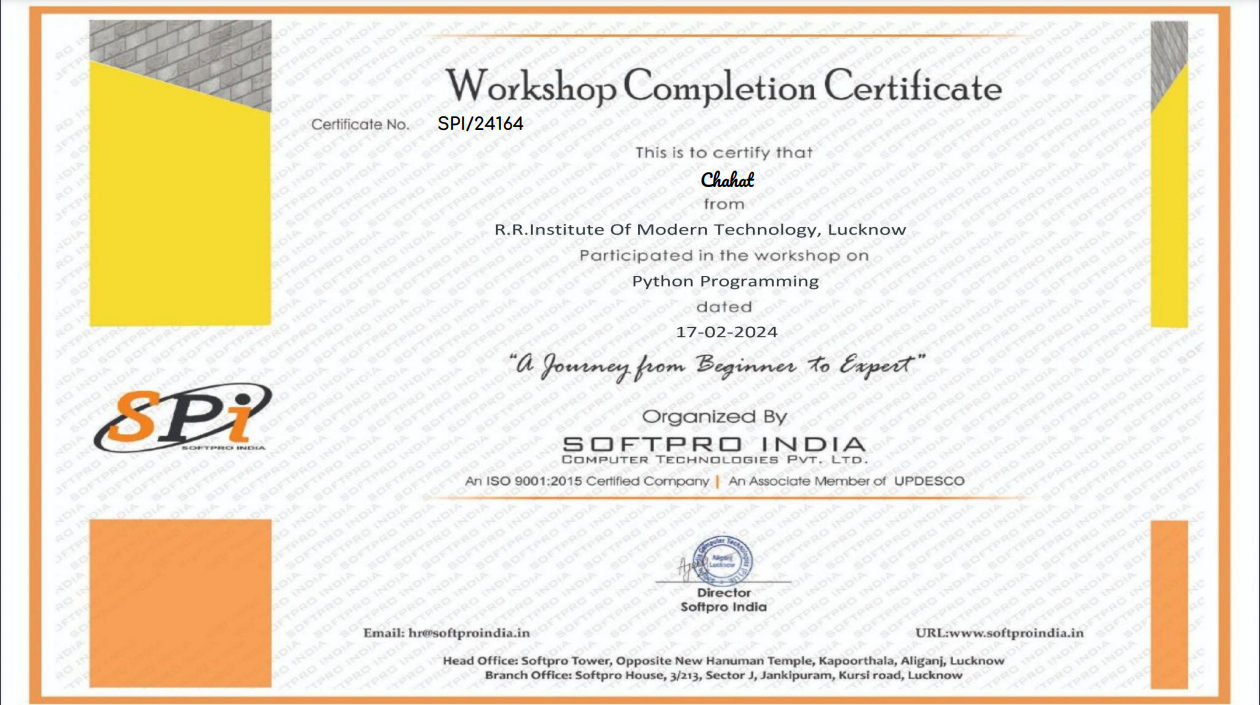 Workshop Completion Certificate
Certificate No. SPI/24164
This is to certify that
Chahat
from
R.R.Institute Of Modern Technology, Lucknow
Participated in the workshop on
Python Programming
dated
17-02-2024
"A Journey from Beginner to Expert"
SPi
SOFTPRO INDIA
Organized By
SOFTPRO INDIA
COMPUTER TECHNOLOGIES PVT. LTD.
An ISO 9001:2015 Certified Company | An Associate Member of UPDESCO
Aliganj
Lucknow
Director
Softpro India
Email: hr@softproindia.in URL:www.softproindia.in
Head Office: Softpro Tower, Opposite New Hanuman Temple, Kapoorthala, Aliganj, Lucknow
Branch Office: Softpro House, 3/213, Sector J, Jankipuram, Kursi road, Lucknow